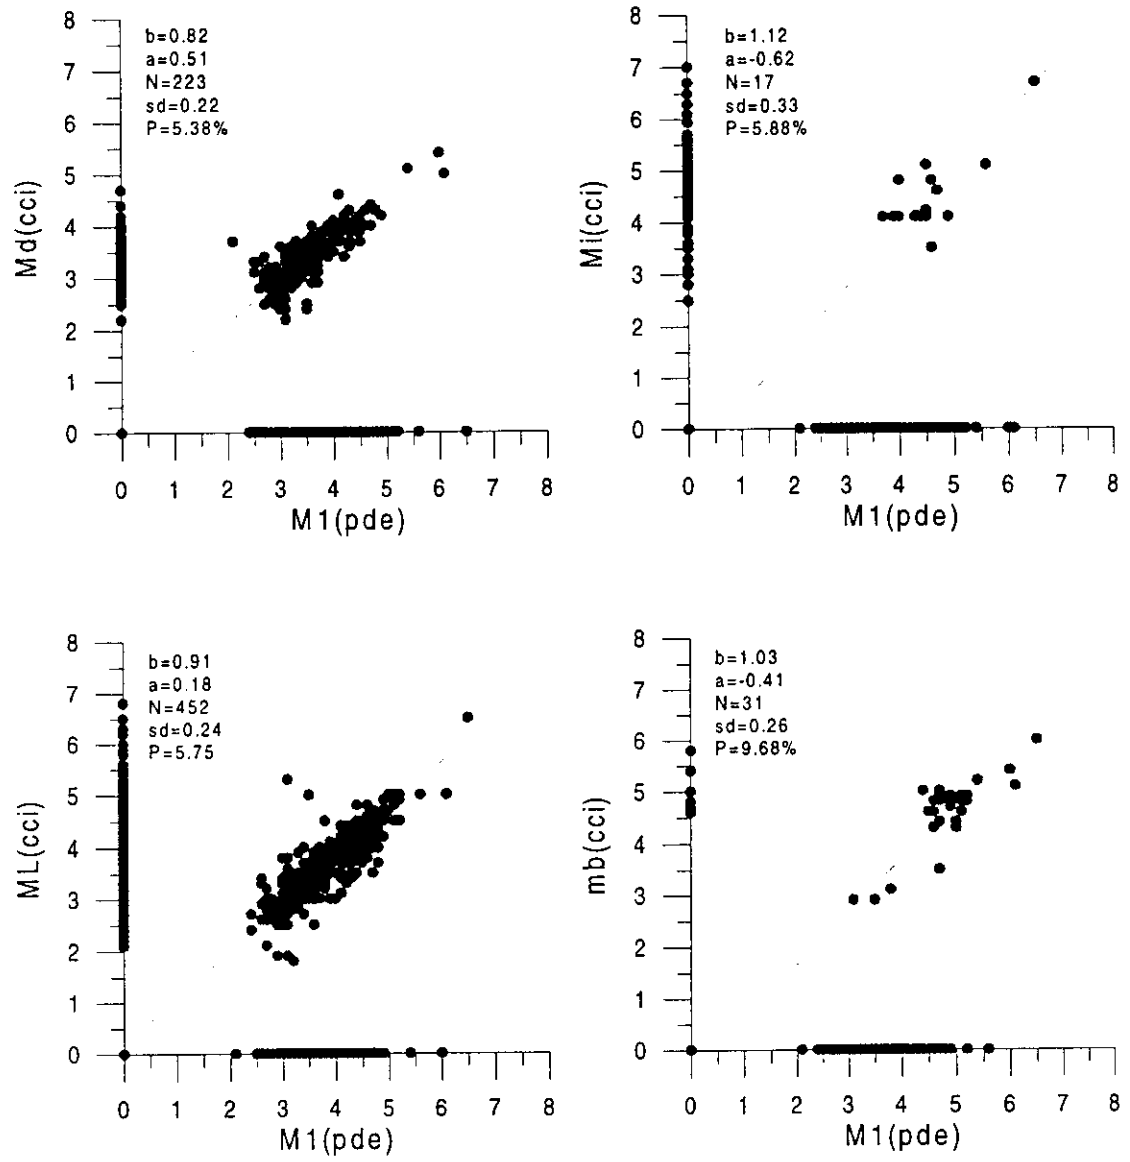 8
7
6
5
4
3
2
1
0
Md(cci)
b=0.82
a=0.51
N=223
sd=0.22
P=5.38%
0 1 2 3 4 5 6 7 8
M1(pde)
8
7
6
5
4
3
2
1
0
Mi(cci)
b=1.12
a=-0.62
N=17
sd=0.33
P=5.88%
0 1 2 3 4 5 6 7 8
M1(pde)
8
7
6
5
4
3
2
1
0
ML(cci)
b=0.91
a=0.18
N=452
sd=0.24
P=5.75
0 1 2 3 4 5 6 7 8
M1(pde)
8
7
6
5
4
3
2
1
0
mb(cci)
b=1.03
a=-0.41
N=31
sd=0.26
P=9.68%
0 1 2 3 4 5 6 7 8
M1(pde)